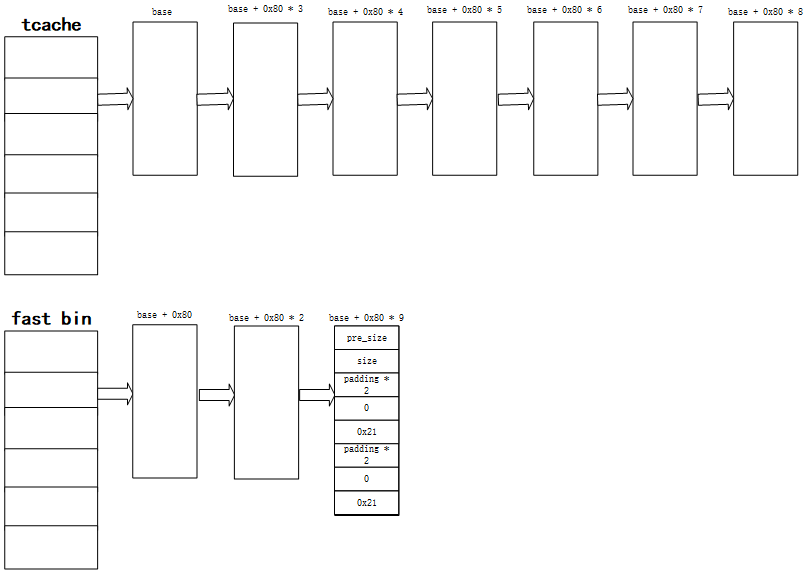 tcache
base
base + 0x80 * 3
base + 0x80 * 4
base + 0x80 * 5
base + 0x80 * 6
base + 0x80 * 7
base + 0x80 * 8
fast bin
base + 0x80
base + 0x80 * 2
base + 0x80 * 9
pre_size
size
padding *
2
0
0x21
padding *
2
0
0x21